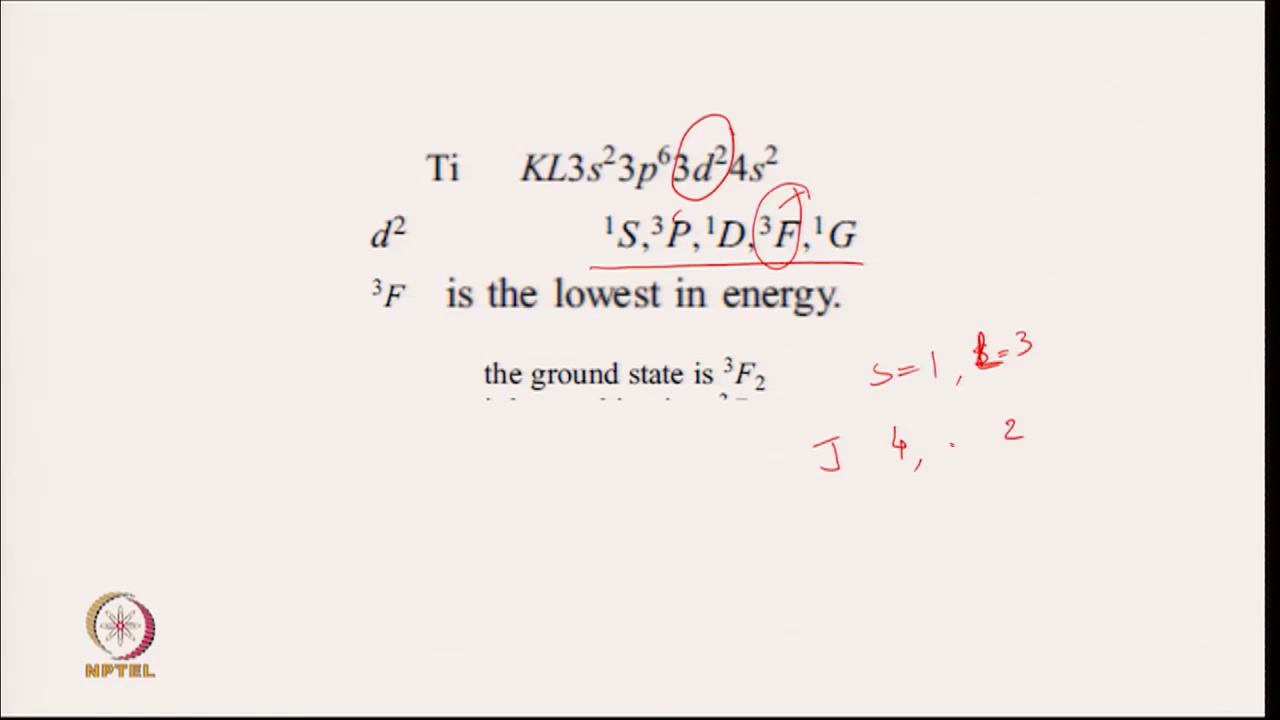 Ti KL3s²3p⁶3d²4s²
d² ¹S,³P,¹D,³F,¹G
³F is the lowest in energy.
the ground state is ³F₂
S=1, L=3
J 4, 2
NPTEL